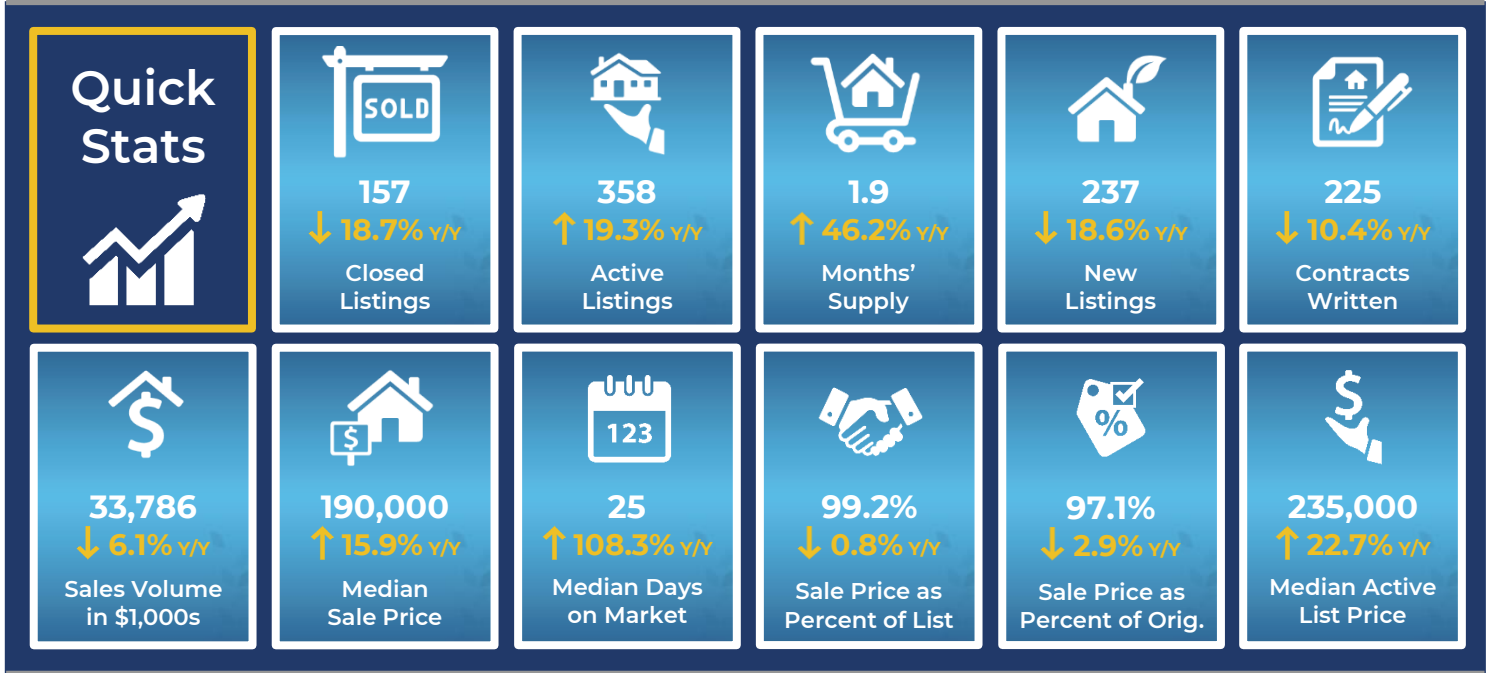 Quick
Stats
SOLD
157
↓ 18.7% Y/Y
Closed
Listings
358
↑ 19.3% Y/Y
Active
Listings
1.9
↑ 46.2% Y/Y
Months’
Supply
237
↓ 18.6% Y/Y
New
Listings
225
↓ 10.4% Y/Y
Contracts
Written
$
33,786
↓ 6.1% Y/Y
Sales Volume
in $1,000s
$
190,000
↑ 15.9% Y/Y
Median
Sale Price
123
25
↑ 108.3% Y/Y
Median Days
on Market
99.2%
↓ 0.8% Y/Y
Sale Price as
Percent of List
%
97.1%
↓ 2.9% Y/Y
Sale Price as
Percent of Orig.
$
235,000
↑ 22.7% Y/Y
Median Active
List Price